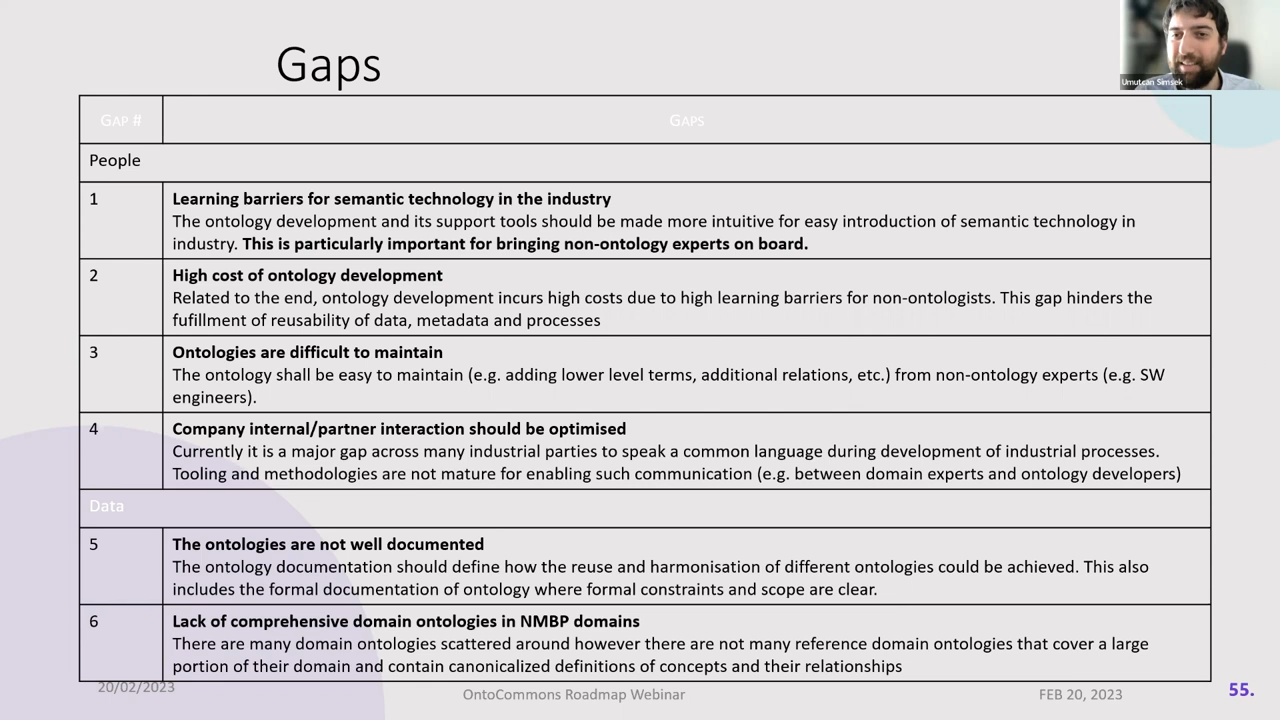 Gaps
Umutcan Simsek
GAP # GAPS
People
1 Learning barriers for semantic technology in the industry
The ontology development and its support tools should be made more intuitive for easy introduction of semantic technology in
industry. This is particularly important for bringing non-ontology experts on board.
2 High cost of ontology development
Related to the end, ontology development incurs high costs due to high learning barriers for non-ontologists. This gap hinders the
fufillment of reusability of data, metadata and processes
3 Ontologies are difficult to maintain
The ontology shall be easy to maintain (e.g. adding lower level terms, additional relations, etc.) from non-ontology experts (e.g. SW
engineers).
4 Company internal/partner interaction should be optimised
Currently it is a major gap across many industrial parties to speak a common language during development of industrial processes.
Tooling and methodologies are not mature for enabling such communication (e.g. between domain experts and ontology developers)
Data
5 The ontologies are not well documented
The ontology documentation should define how the reuse and harmonisation of different ontologies could be achieved. This also
includes the formal documentation of ontology where formal constraints and scope are clear.
6 Lack of comprehensive domain ontologies in NMBP domains
There are many domain ontologies scattered around however there are not many reference domain ontologies that cover a large
portion of their domain and contain canonicalized definitions of concepts and their relationships
20/02/2023 OntoCommons Roadmap Webinar FEB 20, 2023 55.